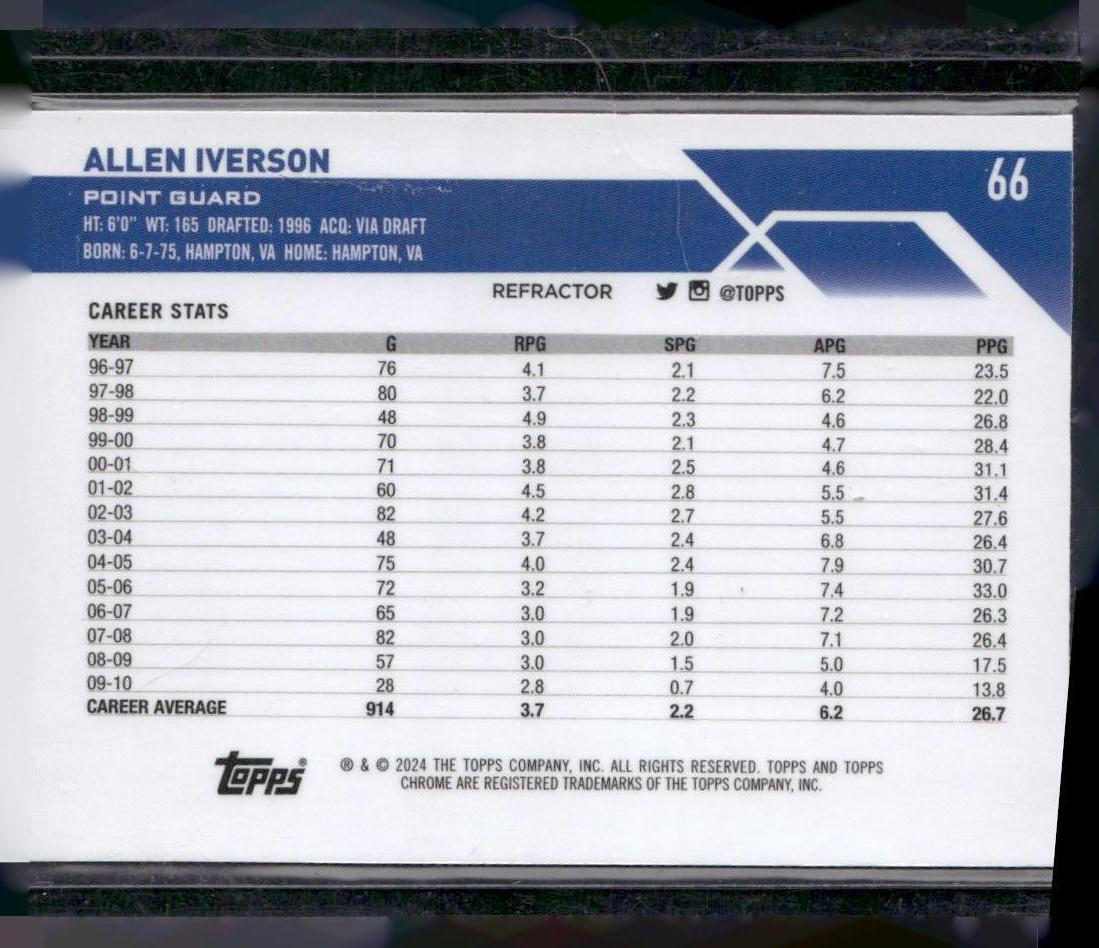 ALLEN IVERSON
66
POINT GUARD
HT: 6'0" WT: 165 DRAFTED: 1996 ACQ: VIA DRAFT
BORN: 6-7-75, HAMPTON, VA HOME: HAMPTON, VA
REFRACTOR @TOPPS
CAREER STATS
YEAR G RPG SPG APG PPG
96-97 76 4.1 2.1 7.5 23.5
97-98 80 3.7 2.2 6.2 22.0
98-99 48 4.9 2.3 4.6 26.8
99-00 70 3.8 2.1 4.7 28.4
00-01 71 3.8 2.5 4.6 31.1
01-02 60 4.5 2.8 5.5 31.4
02-03 82 4.2 2.7 5.5 27.6
03-04 48 3.7 2.4 6.8 26.4
04-05 75 4.0 2.4 7.9 30.7
05-06 72 3.2 1.9 7.4 33.0
06-07 65 3.0 1.9 7.2 26.3
07-08 82 3.0 2.0 7.1 26.4
08-09 57 3.0 1.5 5.0 17.5
09-10 28 2.8 0.7 4.0 13.8
CAREER AVERAGE 914 3.7 2.2 6.2 26.7
Topps® ® & © 2024 THE TOPPS COMPANY, INC. ALL RIGHTS RESERVED. TOPPS AND TOPPS
CHROME ARE REGISTERED TRADEMARKS OF THE TOPPS COMPANY, INC.